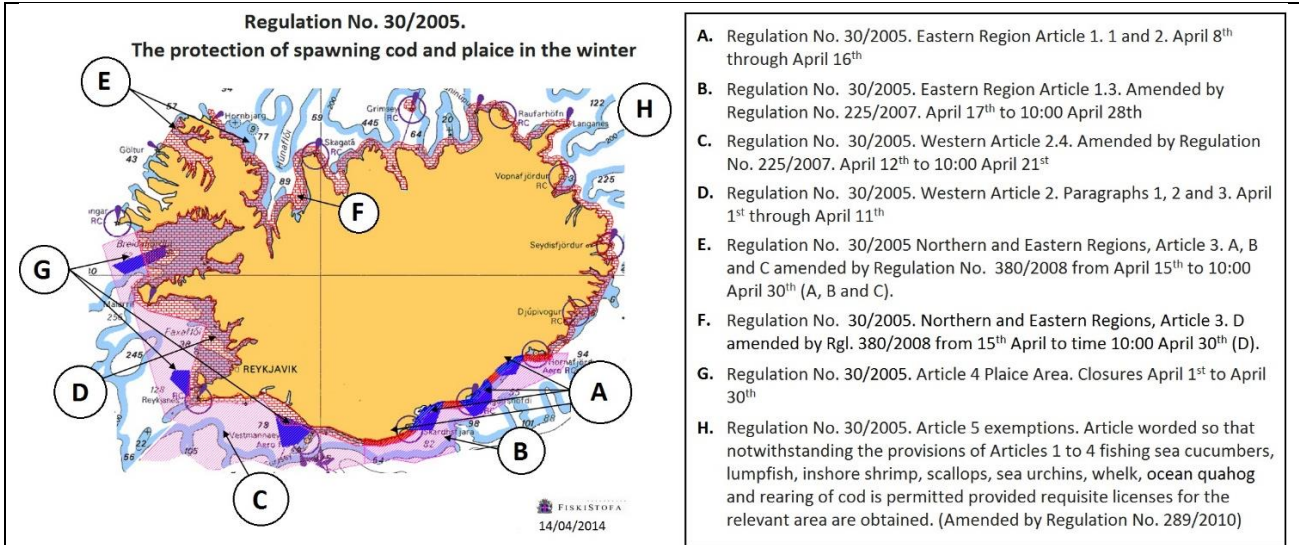 Regulation No. 30/2005.
The protection of spawning cod and plaice in the winter
E
H
94
57
Hornbjarg
9
77
Húnaflói
59
Skagatá
RC
Grímsey
RC
445
64
20
Raufarhöfn
RC
Langanes
122
200
Göltur
43
89
225
Vopnafjördur
RC
F
RC
G
10
Seydisfjördur
RC
256
Faxaflói
38
245
REYKJAVIK
D
128
Reykjanes
RC
Djúpivogur
RC
94
Aero RC
A
78
Aero
98
101
88
82
B
22
56
105
54
C
FISKISTOFA
14/04/2014
A. Regulation No. 30/2005. Eastern Region Article 1. 1 and 2. April 8th
through April 16th
B. Regulation No. 30/2005. Eastern Region Article 1.3. Amended by
Regulation No. 225/2007. April 17th to 10:00 April 28th
C. Regulation No. 30/2005. Western Article 2.4. Amended by Regulation
No. 225/2007. April 12th to 10:00 April 21st
D. Regulation No. 30/2005. Western Article 2. Paragraphs 1, 2 and 3. April
1st through April 11th
E. Regulation No. 30/2005 Northern and Eastern Regions, Article 3. A, B
and C amended by Regulation No. 380/2008 from April 15th to 10:00
April 30th (A, B and C).
F. Regulation No. 30/2005. Northern and Eastern Regions, Article 3. D
amended by Rgl. 380/2008 from 15th April to time 10:00 April 30th (D).
G. Regulation No. 30/2005. Article 4 Plaice Area. Closures April 1st to April
30th
H. Regulation No. 30/2005. Article 5 exemptions. Article worded so that
notwithstanding the provisions of Articles 1 to 4 fishing sea cucumbers,
lumpfish, inshore shrimp, scallops, sea urchins, whelk, ocean quahog
and rearing of cod is permitted provided requisite licenses for the
relevant area are obtained. (Amended by Regulation No. 289/2010)